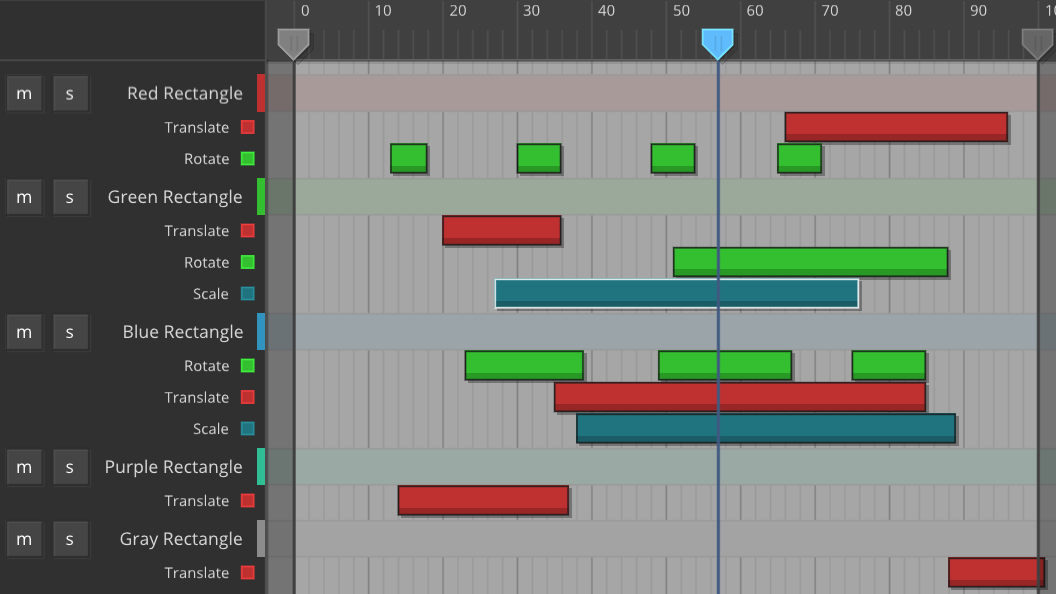 0 10 20 30 40 50 60 70 80 90
m s Red Rectangle
Translate
Rotate
m s Green Rectangle
Translate
Rotate
Scale
m s Blue Rectangle
Rotate
Translate
Scale
m s Purple Rectangle
Translate
m s Gray Rectangle
Translate